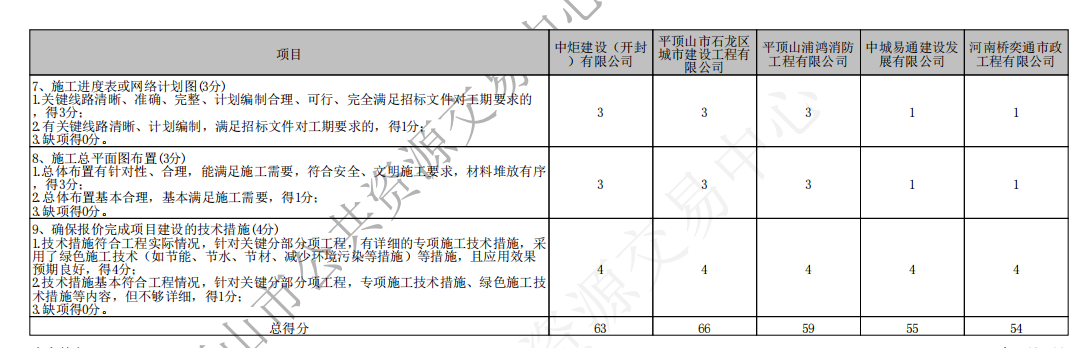 项目
中炬建设（开封
）有限公司
平顶山市石龙区
城市建设工程有
限公司
平顶山浦鸿消防
工程有限公司
中城易通建设发
展有限公司
河南桥奕通市政
工程有限公司
7、施工进度表或网络计划图(3分)
1.关键线路清晰、准确、完整、计划编制合理、可行、完全满足招标文件对工期要求的
，得3分；
2.有关键线路清晰、计划编制，满足招标文件对工期要求的，得1分；
3.缺项得0分。
3 3 3 1 1
8、施工总平面图布置(3分)
1.总体布置有针对性、合理，能满足施工需要，符合安全、文明施工要求，材料堆放有序
，得3分；
2.总体布置基本合理，基本满足施工需要，得1分；
3.缺项得0分。
3 3 3 1 1
9、确保报价完成项目建设的技术措施(4分)
1.技术措施符合工程实际情况，针对关键分部分项工程，有详细的专项施工技术措施，采
用了绿色施工技术（如节能、节水、节材、减少环境污染等措施）等措施，且应用效果
预期良好，得4分；
2.技术措施基本符合工程情况，针对关键分部分项工程，专项施工技术措施、绿色施工技
术措施等内容，但不够详细，得1分；
3.缺项得0分。
4 4 4 4 4
总得分 63 66 59 55 54
山市公共资源交易中心
资源交易中心